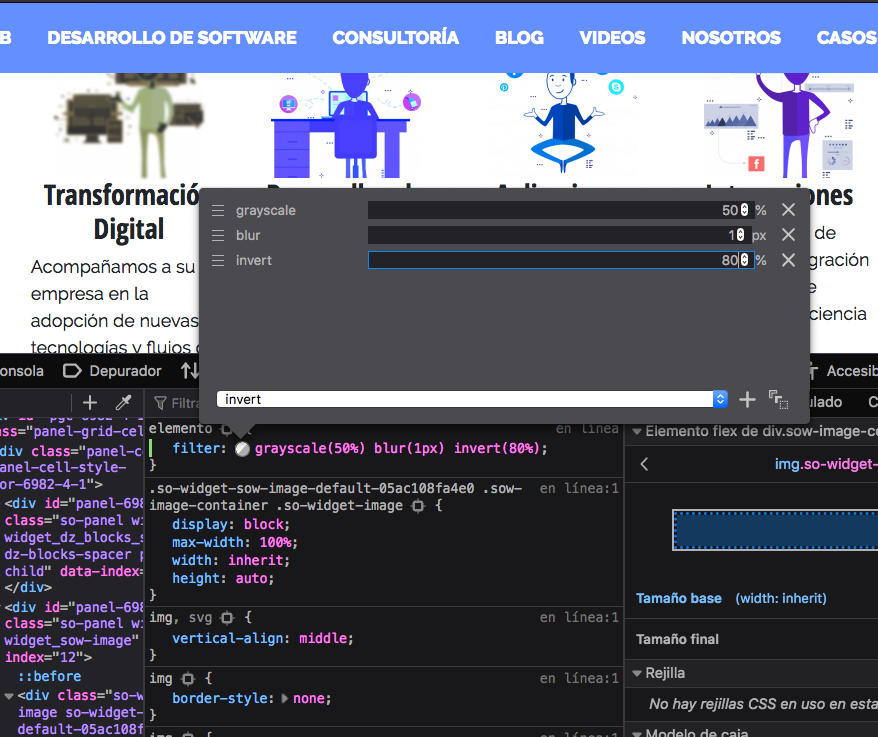 B DESARROLLO DE SOFTWARE CONSULTORÍA BLOG VIDEOS NOSOTROS CASOS
Transformació
Digital
Acompañamos a su
empresa en la
adopción de nuevas
tecnologías y flujos
ones
de
gración
e
ciencia
grayscale 50 %
blur 1 px
invert 80 %
invert
onsola Depurador Accesib
Filtra ulado C
elemento en línea
filter: grayscale(50%) blur(1px) invert(80%);
}
.so-widget-sow-image-default-05ac108fa4e0 .sow- en línea:1
image-container .so-widget-image {
display: block;
max-width: 100%;
width: inherit;
height: auto;
}
img, svg { en línea:1
vertical-align: middle;
}
img { en línea:1
border-style: none;
}
ass="panel-grid-cel
div class="panel-c
panel-cell-style-
or-6982-4-1">
<div id="panel-698
class="so-panel wi
widget_dz_blocks_s
dz-blocks-spacer p
child" data-index=
</div>
<div id="panel-698
class="so-panel wi
widget_sow-image"
index="12">
::before
<div class="so-w
image so-widget-
default-05ac108f
Elemento flex de div.sow-image-co
img.so-widget-
Tamaño base (width: inherit)
Tamaño final
Rejilla
No hay rejillas CSS en uso en esta
Modelo de caja